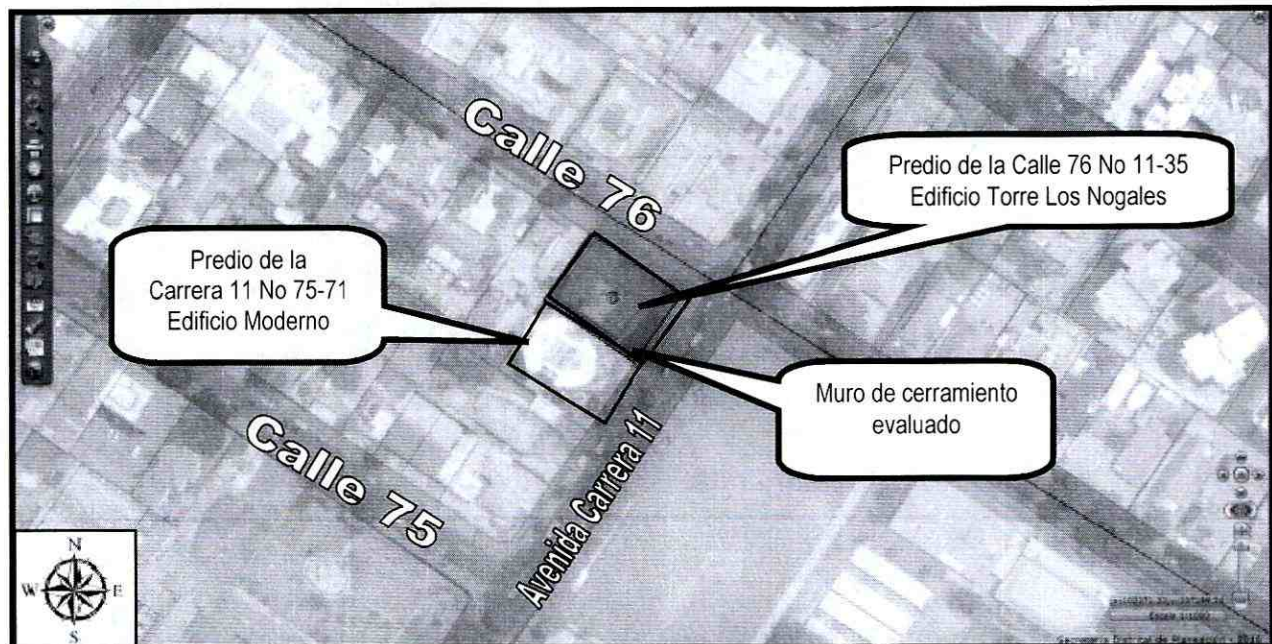 Calle 76
Predio de la Calle 76 No 11-35
Edificio Torre Los Nogales
Predio de la
Carrera 11 No 75-71
Edificio Moderno
Muro de cerramiento
evaluado
Calle 75
Avenida Carrera 11
N
W
E
S